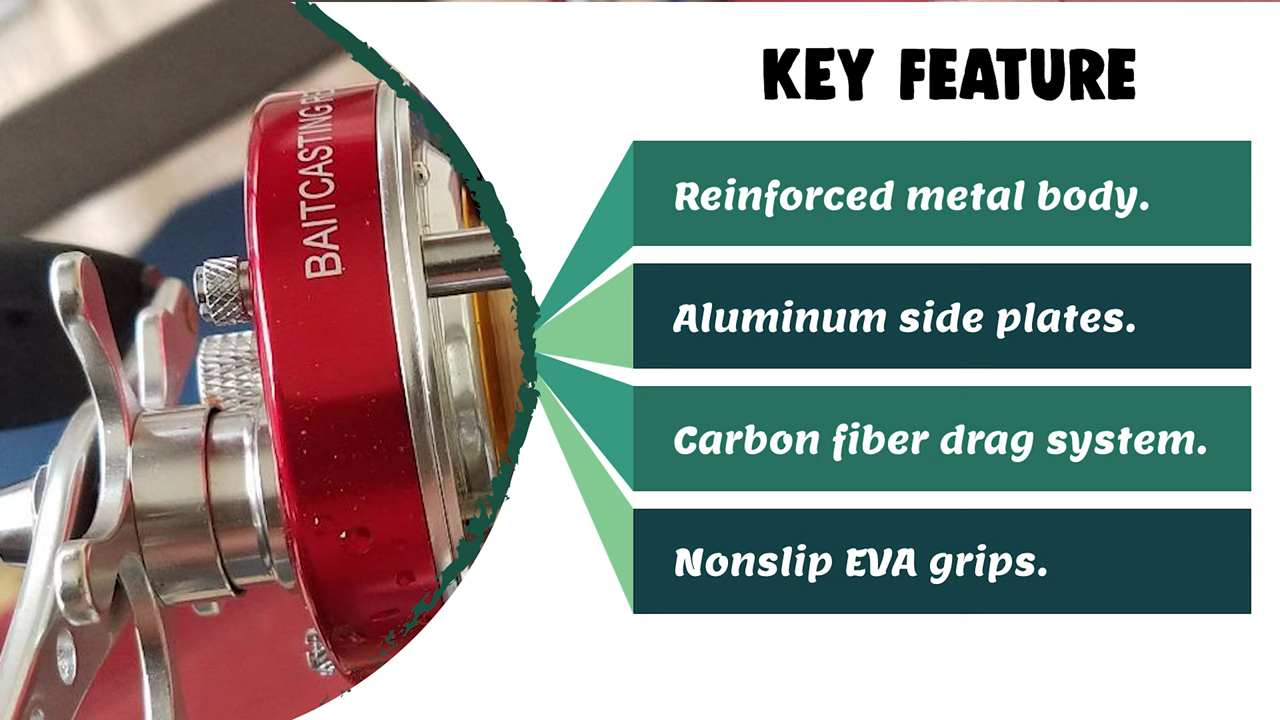 KEY FEATURE
BAITCASTING
Reinforced metal body.
Aluminum side plates.
Carbon fiber drag system.
Nonslip EVA grips.